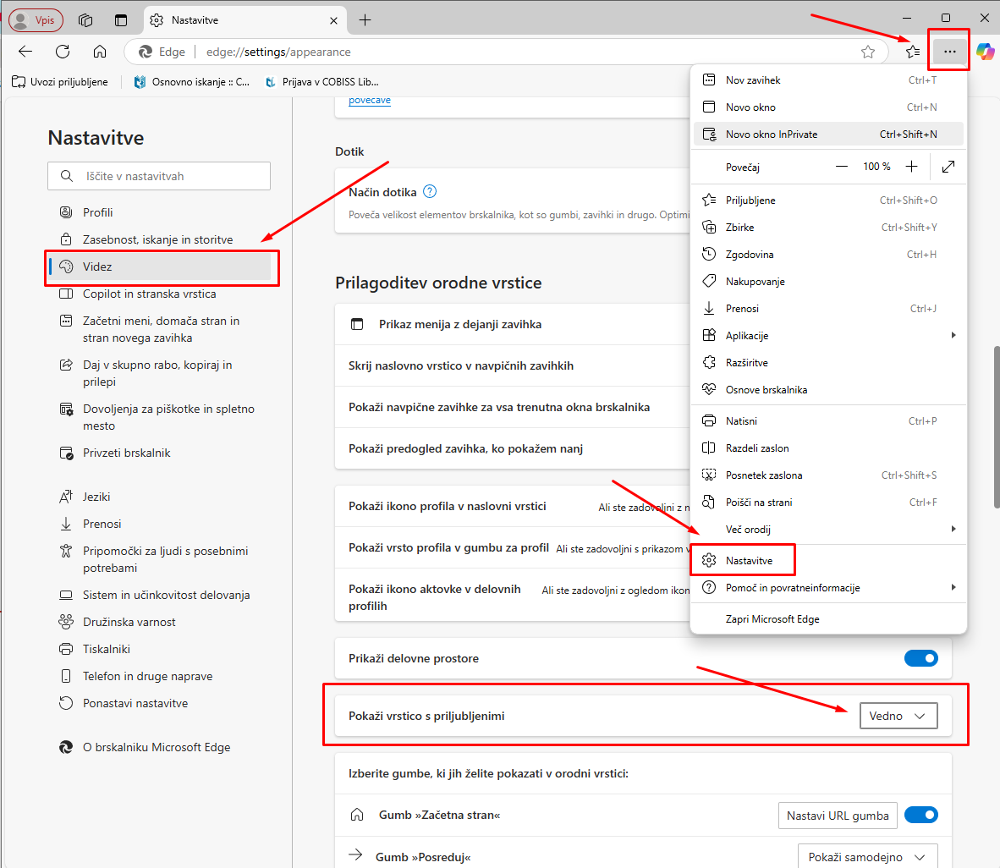 Vpis
Nastavitve
Edge
edge://settings/appearance
Uvozi priljubljene
Osnovno iskanje :: C...
Prijava v COBISS Lib...
Nastavitve
Iščite v nastavitvah
Profili
Zasebnost, iskanje in storitve
Videz
Copilot in stranska vrstica
Začetni meni, domača stran in
stran novega zavihka
Daj v skupno rabo, kopiraj in
prilepi
Dovoljenja za piškotke in spletno
mesto
Privzeti brskalnik
Jeziki
Prenosi
Pripomočki za ljudi s posebnimi
potrebami
Sistem in učinkovitost delovanja
Družinska varnost
Tiskalniki
Telefon in druge naprave
Ponastavi nastavitve
O brskalniku Microsoft Edge
povečave
Dotik
Način dotika
Poveča velikost elementov brskalnika, kot so gumbi, zavihki in drugo. Optimi
Prilagoditev orodne vrstice
Prikaz menija z dejanji zavihka
Skrij naslovno vrstico v navpičnih zavihkih
Pokaži navpične zavihke za vsa trenutna okna brskalnika
Pokaži predogled zavihka, ko pokažem nanj
Pokaži ikono profila v naslovni vrstici
Ali ste zadovoljni z n
Pokaži vrsto profila v gumbu za profil
Ali ste zadovoljni s prikazom v
Pokaži ikono aktovke v delovnih
profilih
Ali ste zadovoljni z ogledom ikon
Prikaži delovne prostore
Pokaži vrstico s priljubljenimi
Vedno
Izberite gumbe, ki jih želite pokazati v orodni vrstici:
Gumb »Začetna stran«
Nastavi URL gumba
Gumb »Posreduj«
Pokaži samodejno
Nov zavihek Ctrl+T
Novo okno Ctrl+N
Novo okno InPrivate Ctrl+Shift+N
Povečaj 100 %
Priljubljene Ctrl+Shift+O
Zbirke Ctrl+Shift+Y
Zgodovina Ctrl+H
Nakupovanje
Prenosi Ctrl+J
Aplikacije
Razširitve
Osnove brskalnika
Natisni Ctrl+P
Razdeli zaslon
Posnetek zaslona Ctrl+Shift+S
Poišči na strani Ctrl+F
Več orodij
Nastavitve
Pomoč in povratneinformacije
Zapri Microsoft Edge